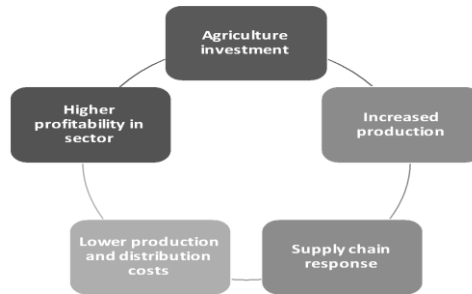 Agriculture
investment
Increased
production
Supply chain
response
Lower production
and distribution
costs
Higher
profitability in
sector